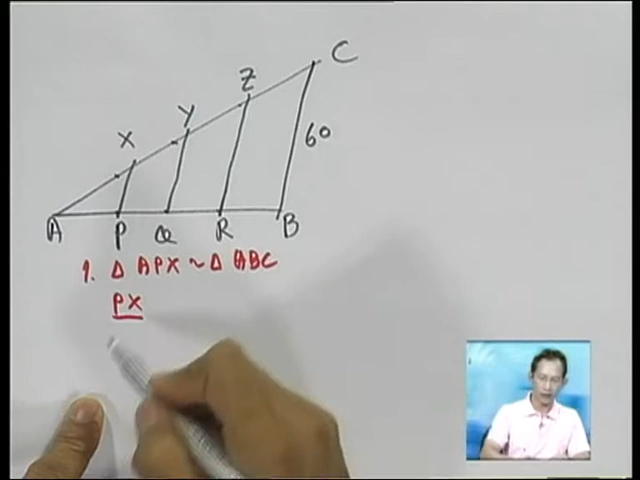 C
Z
Y
X
60
A P Q R B
1. Δ APX ~ Δ ABC
PX